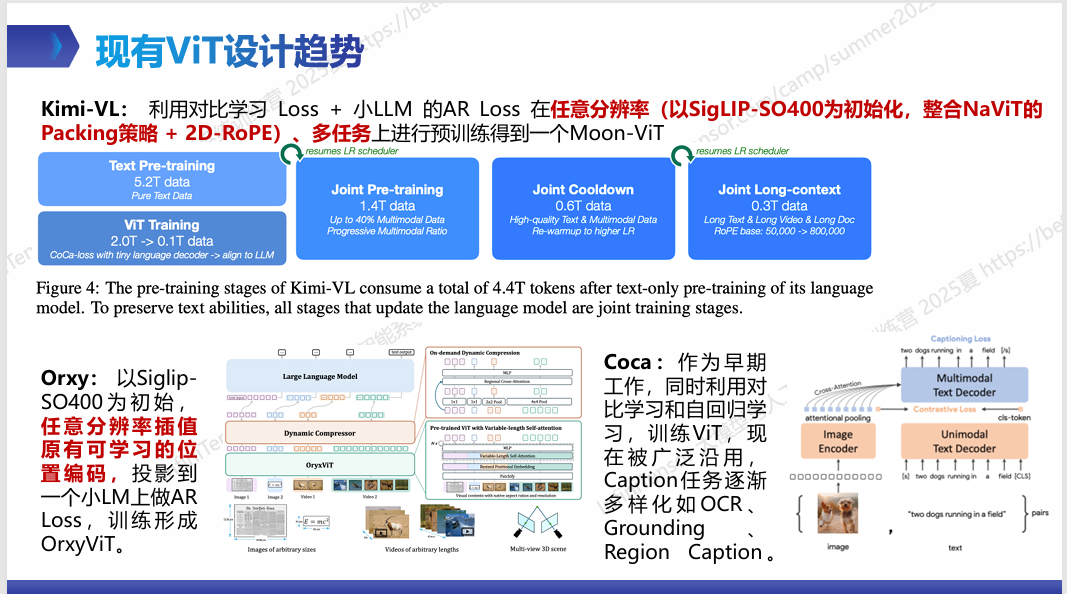 现有ViT设计趋势
Kimi-VL： 利用对比学习 Loss + 小LLM 的AR Loss 在任意分辨率（以SigLIP-SO400为初始化，整合NaViT的
Packing策略 + 2D-RoPE）、多任务上进行预训练得到一个Moon-ViT
Text Pre-training
5.2T data
Pure Text Data
ViT Training
2.0T -> 0.1T data
CoCa-loss with tiny language decoder -> align to LLM
resumes LR scheduler
Joint Pre-training
1.4T data
Up to 40% Multimodal Data
Progressive Multimodal Ratio
Joint Cooldown
0.6T data
High-quality Text & Multimodal Data
Re-warmup to higher LR
resumes LR scheduler
Joint Long-context
0.3T data
Long Text & Long Video & Long Doc
RoPE base: 50,000 -> 800,000
Figure 4: The pre-training stages of Kimi-VL consume a total of 4.4T tokens after text-only pre-training of its language
model. To preserve text abilities, all stages that update the language model are joint training stages.
Orxy： 以Siglip-
SO400为初始，
任意分辨率插值
原有可学习的位
置编码，投影到
一个小LM上做AR
Loss，训练形成
OrxyViT。
text output
Large Language Model
Dynamic Compressor
OryxViT
Image 1
Image 2
Video 1
Video 2
E = mc²
Images of arbitrary sizes
Videos of arbitrary lengths
Multi-view 3D scene
On-demand Dynamic Compression
MLP
Regional Cross-Attention
1x1
1x1
2x2 Pool
4x4 Pool
Pre-trained ViT with Variable-length Self-attention
N x
MLP
Variable-Length Self-Attention
Resized Positional Embedding
Patchify
Visual contents with native aspect ratios and resolution
Coca：作为早期
工作，同时利用对
比学习和自回归学
习，训练ViT，现
在被广泛沿用，
Caption任务逐渐
多样化如OCR、
Grounding 、
Region Caption。
Captioning Loss
two dogs running in a field [/s]
Cross-Attention
Multimodal
Text Decoder
Contrastive Loss
attentional pooling
cls-token
Image
Encoder
Unimodal
Text Decoder
[s] two dogs running in a field [CLS]
"two dogs running in a field"
pairs
image
text